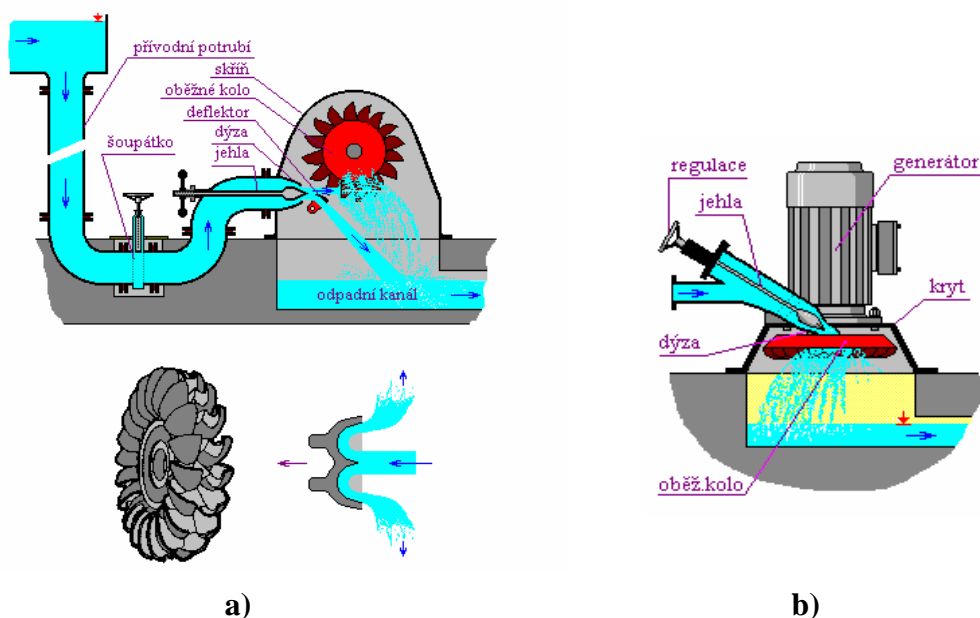 přívodní potrubí
skříň
oběžné kolo
deflektor
dýza
jehla
šoupátko
odpadní kanál
regulace
generátor
jehla
kryt
dýza
oběž.kolo
a)
b)